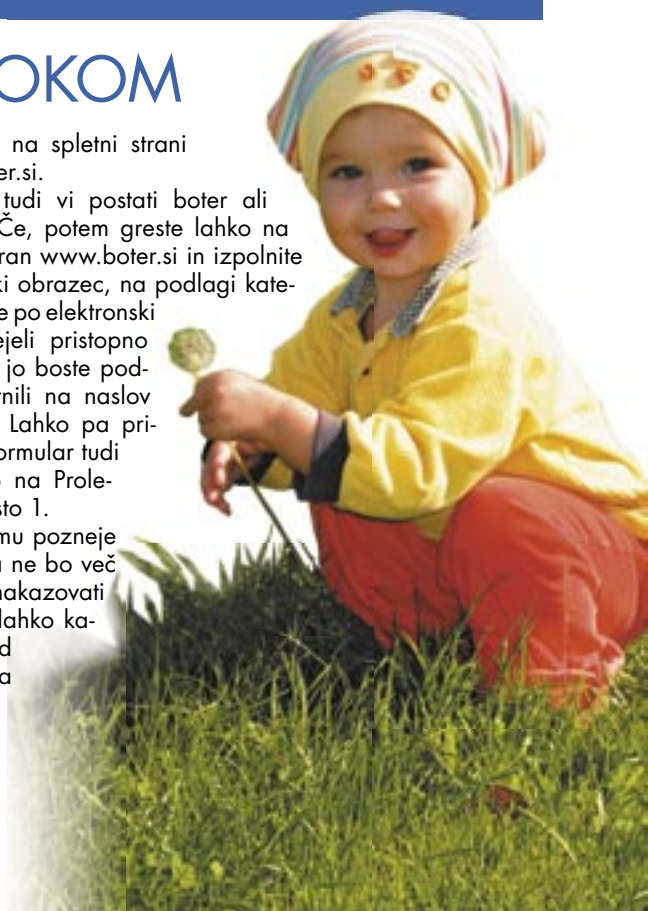 OKOM
na spletni strani
er.si.
tudi vi postati boter ali
Če, potem greste lahko na
ran www.boter.si in izpolnite
ki obrazec, na podlagi kate-
e po elektronski
ejeli pristopno
jo boste pod-
rnili na naslov
Lahko pa pri-
ormular tudi
na Prole-
sto 1.
mu pozneje
a ne bo več
nakazovati
lahko ka-
d
a